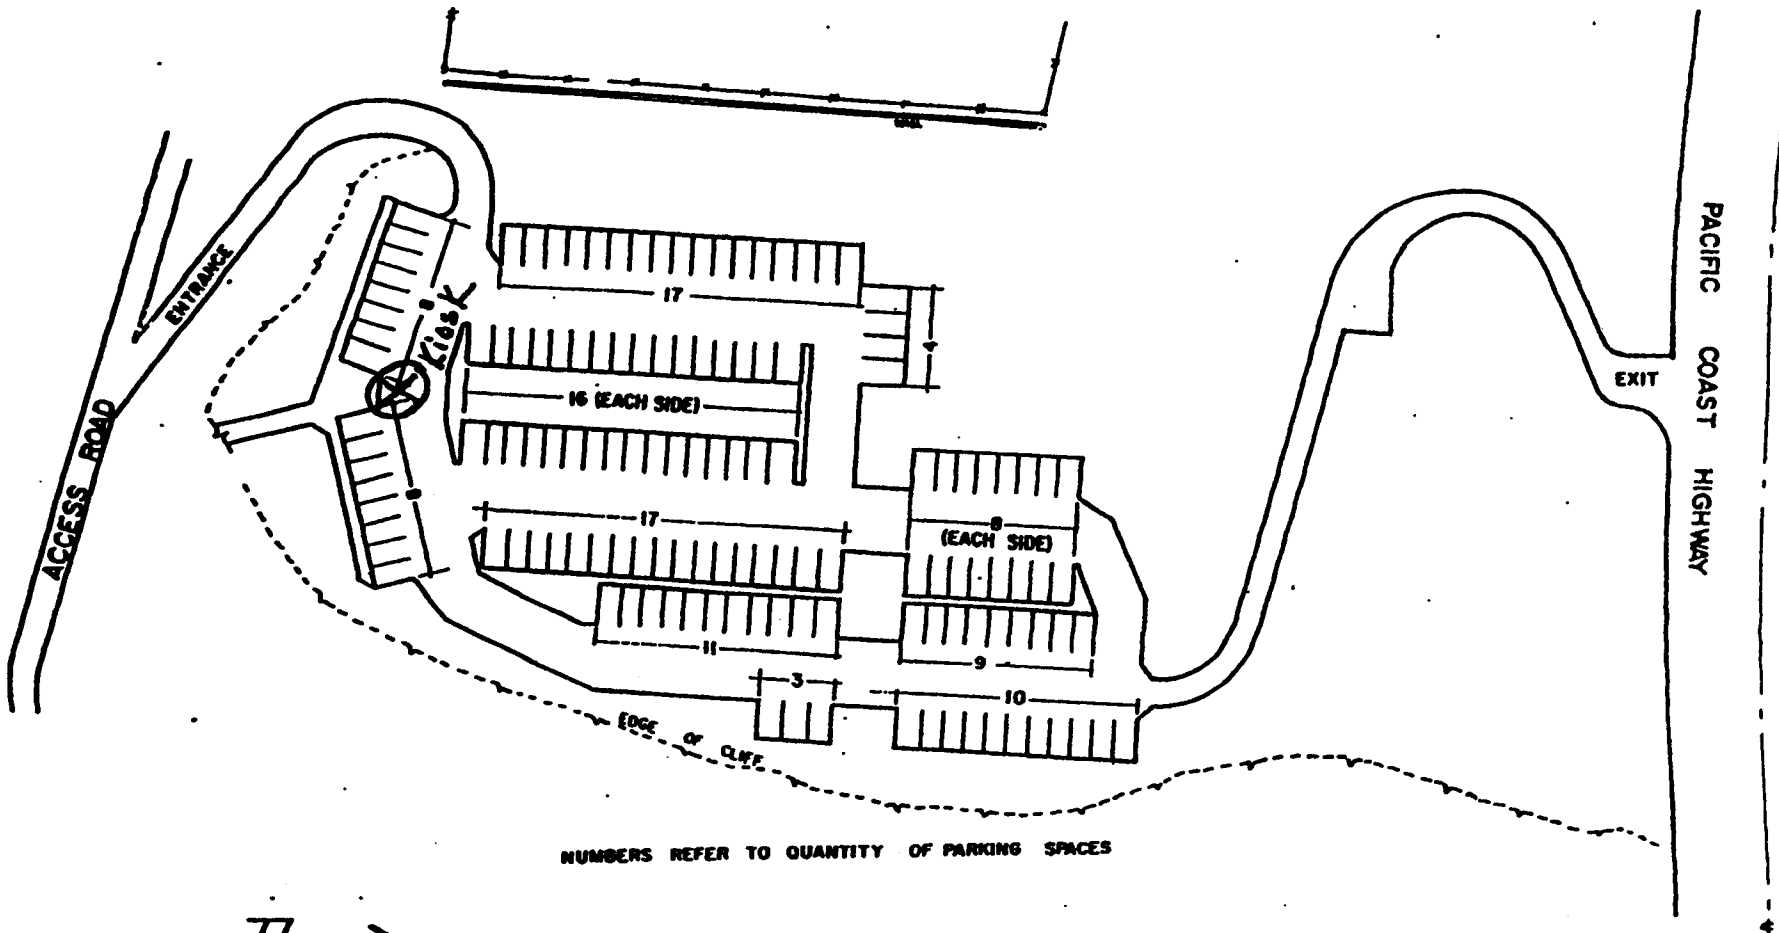 WALL
ENTRANCE
ACCESS ROAD
8
Kiosk
17
4
16 (EACH SIDE)
8
17
8
(EACH SIDE)
11
9
3
10
EDGE OF CLIFF
EXIT
PACIFIC COAST HIGHWAY
NUMBERS REFER TO QUANTITY OF PARKING SPACES